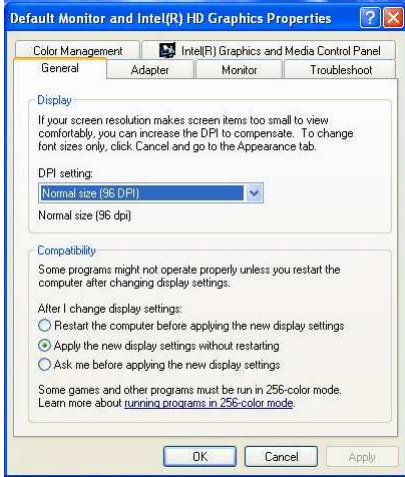 Default Monitor and Intel(R) HD Graphics Properties
Color Management
Intel(R) Graphics and Media Control Panel
General
Adapter
Monitor
Troubleshoot
Display
If your screen resolution makes screen items too small to view
comfortably, you can increase the DPI to compensate. To change
font sizes only, click Cancel and go to the Appearance tab.
DPI setting:
Normal size (96 DPI)
Normal size (96 dpi)
Compatibility
Some programs might not operate properly unless you restart the
computer after changing display settings.
After I change display settings:
Restart the computer before applying the new display settings
Apply the new display settings without restarting
Ask me before applying the new display settings
Some games and other programs must be run in 256-color mode.
Learn more about running programs in 256-color mode.
OK
Cancel
Apply